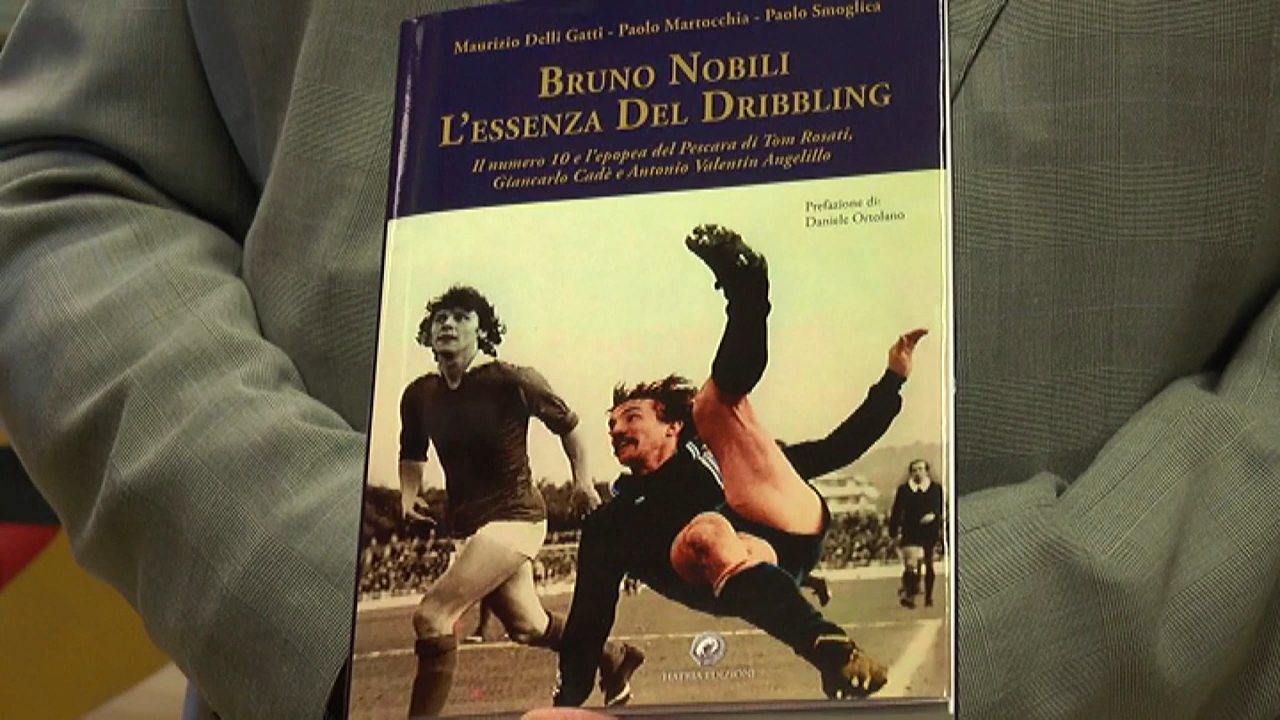 Maurizio Delli Gatti - Paolo Martocchia - Paolo Smoglica
BRUNO NOBILI
L'ESSENZA DEL DRIBBLING
Il numero 10 e l'epopea del Pescara di Tom Rosati,
Giancarlo Cadè e Antonio Valentin Angelillo
Prefazione di:
Daniele Ortolano
HATRIA EDIZIONI